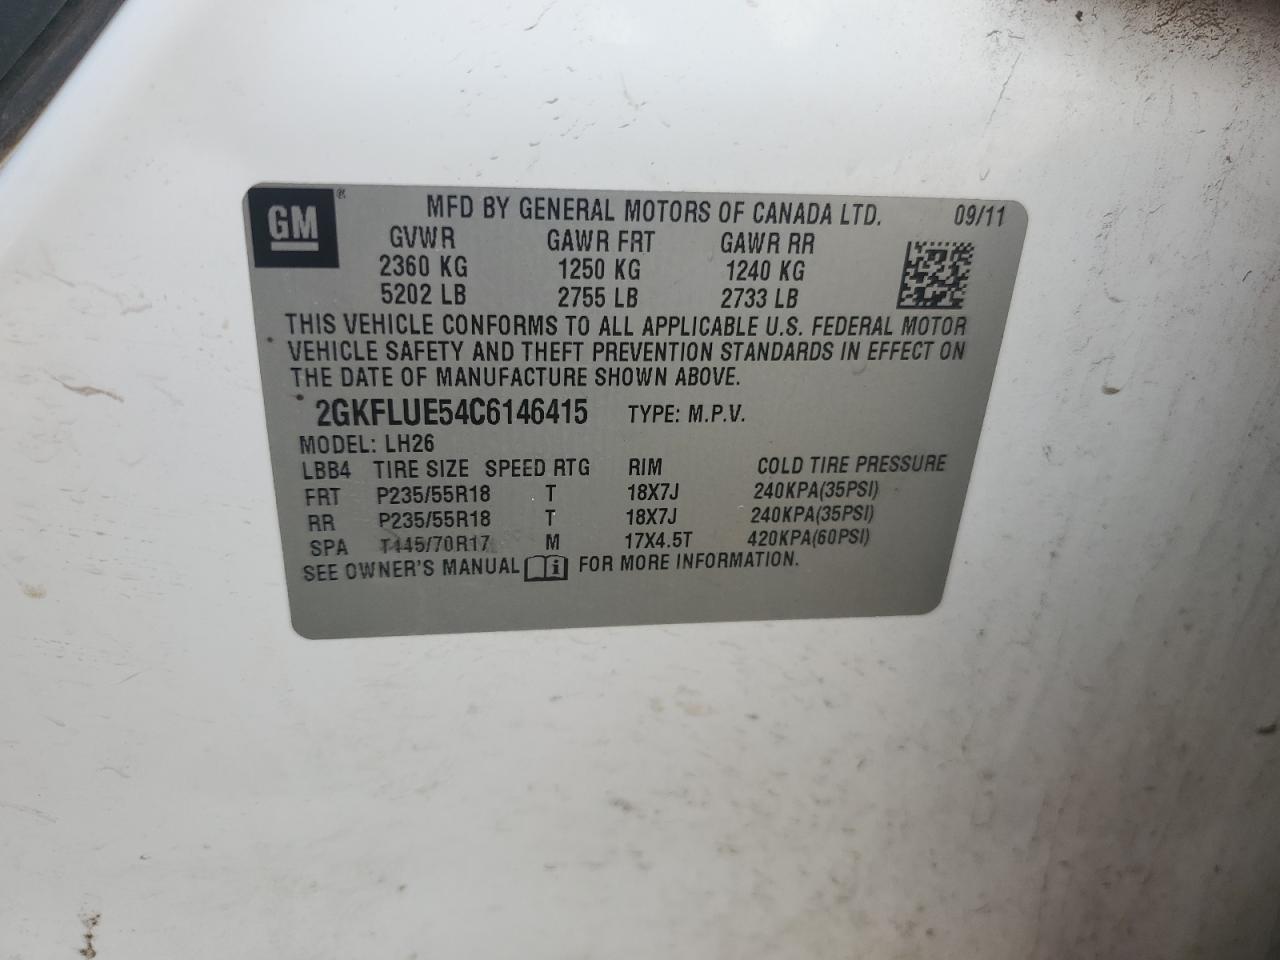 GM ® MFD BY GENERAL MOTORS OF CANADA LTD. 09/11
GVWR GAWR FRT GAWR RR
2360 KG 1250 KG 1240 KG
5202 LB 2755 LB 2733 LB
THIS VEHICLE CONFORMS TO ALL APPLICABLE U.S. FEDERAL MOTOR
VEHICLE SAFETY AND THEFT PREVENTION STANDARDS IN EFFECT ON
THE DATE OF MANUFACTURE SHOWN ABOVE.
2GKFLUE54C6146415 TYPE: M.P.V.
MODEL: LH26
LBB4 TIRE SIZE SPEED RTG RIM COLD TIRE PRESSURE
FRT P235/55R18 T 18X7J 240KPA(35PSI)
RR P235/55R18 T 18X7J 240KPA(35PSI)
SPA T445/70R17 M 17X4.5T 420KPA(60PSI)
SEE OWNER'S MANUAL i FOR MORE INFORMATION.